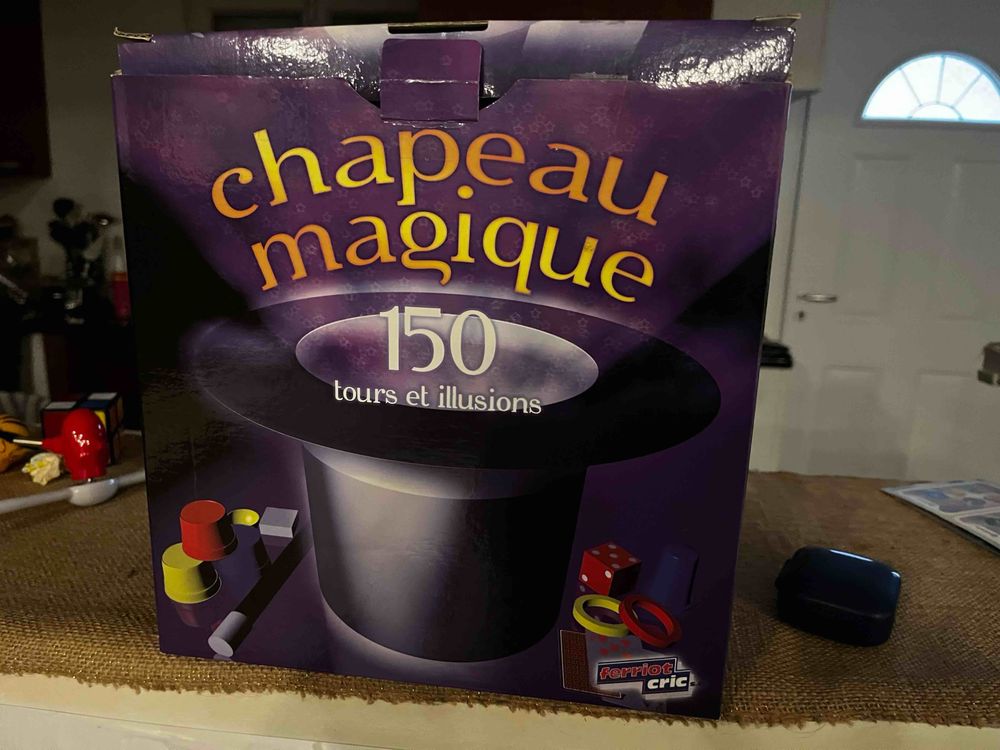 chapeau
magique
150
tours et illusions
ferriot
cric